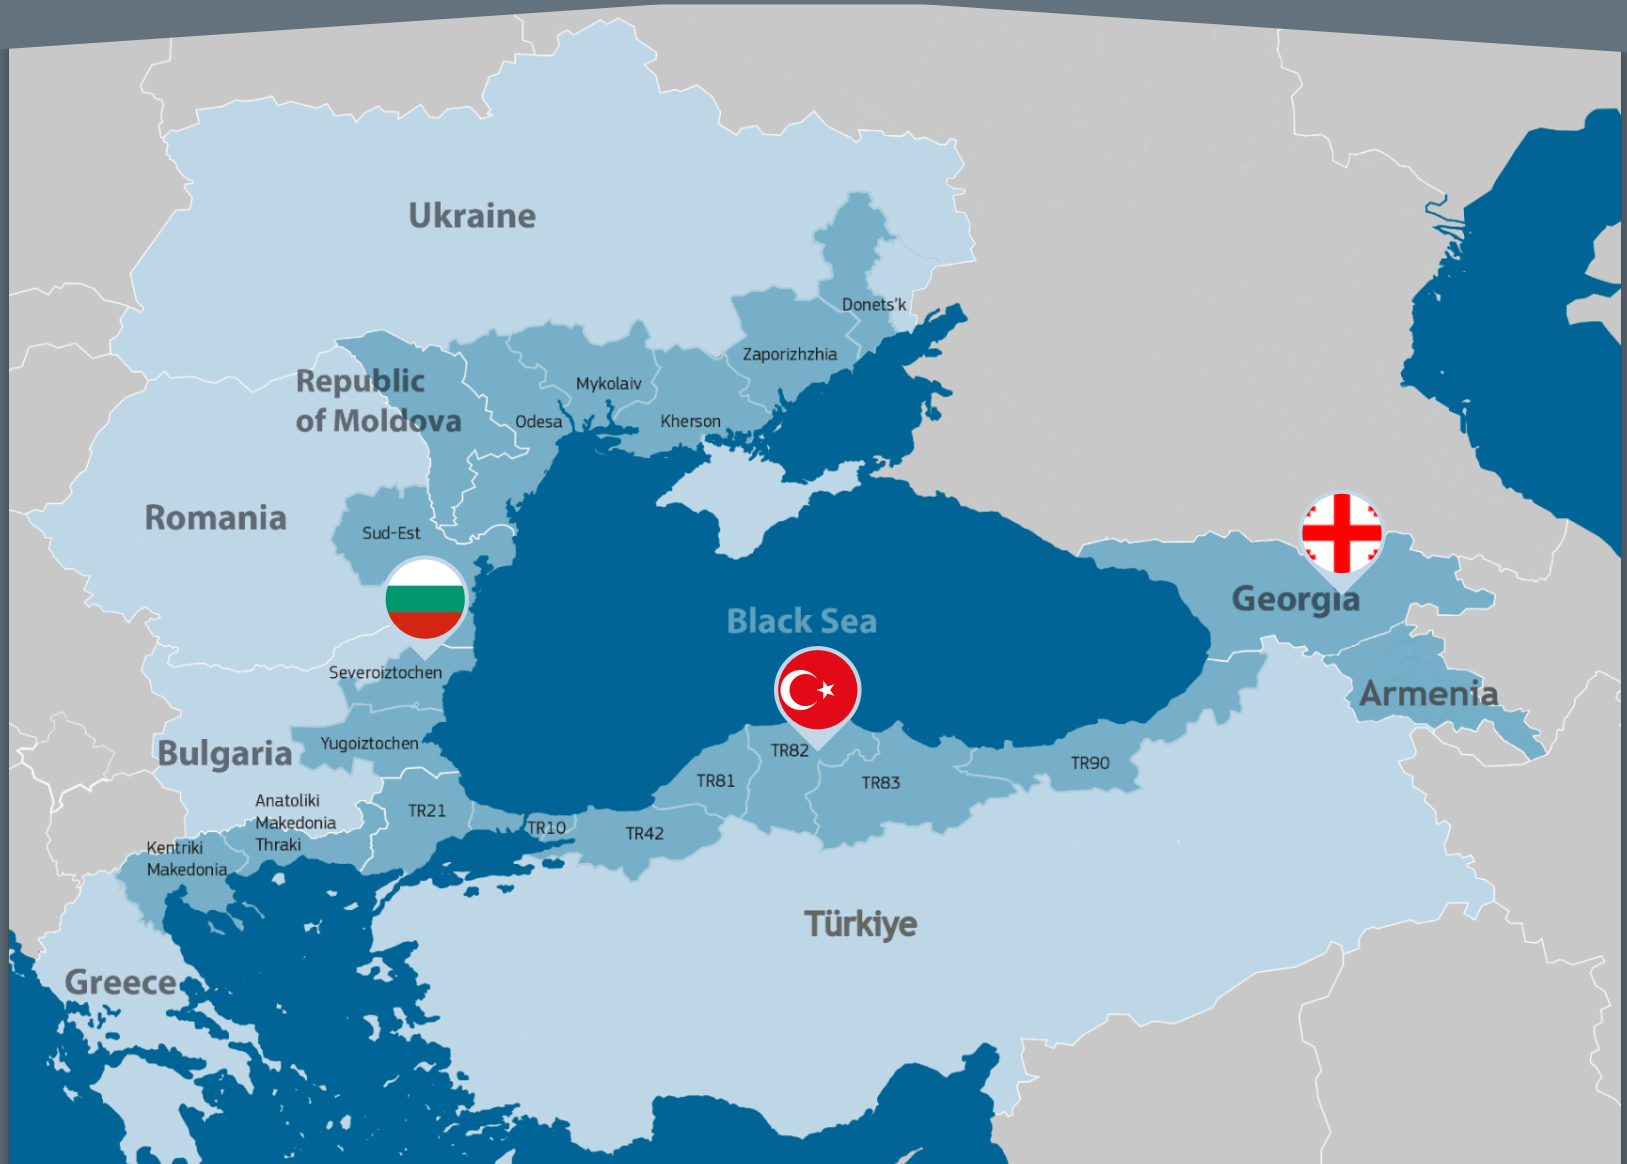 Ukraine
Donets'k
Zaporizhzhia
Republic
of Moldova
Mykolaiv
Odesa
Kherson
Romania
Sud-Est
Georgia
Black Sea
Severoiztochen
Armenia
Bulgaria
Yugoiztochen
TR82
TR90
TR81
TR83
Anatoliki
Makedonia
Thraki
TR21
TR10
TR42
Kentriki
Makedonia
Türkiye
Greece